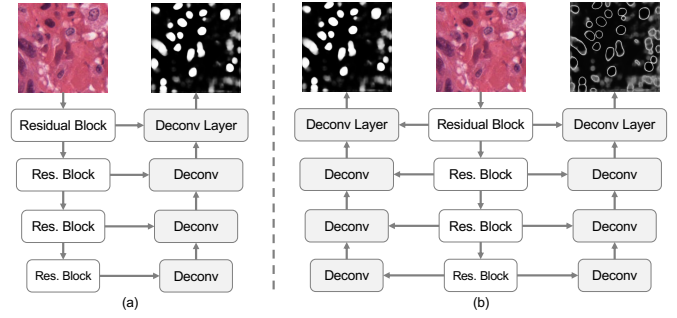 Residual Block Deconv Layer
Res. Block Deconv
Res. Block Deconv
Res. Block Deconv
(a)
Deconv Layer Residual Block Deconv Layer
Deconv Res. Block Deconv
Deconv Res. Block Deconv
Deconv Res. Block Deconv
(b)